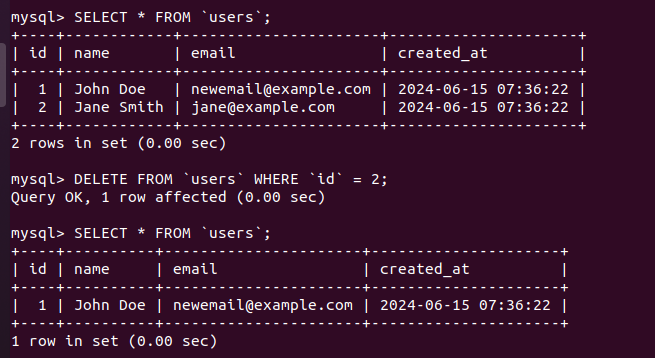 mysql> SELECT * FROM `users`;
+----+------------+----------------------+---------------------+
| id | name       | email                | created_at          |
+----+------------+----------------------+---------------------+
|  1 | John Doe   | newemail@example.com | 2024-06-15 07:36:22 |
|  2 | Jane Smith | jane@example.com     | 2024-06-15 07:36:22 |
+----+------------+----------------------+---------------------+
2 rows in set (0.00 sec)

mysql> DELETE FROM `users` WHERE `id` = 2;
Query OK, 1 row affected (0.00 sec)

mysql> SELECT * FROM `users`;
+----+----------+----------------------+---------------------+
| id | name     | email                | created_at          |
+----+----------+----------------------+---------------------+
|  1 | John Doe | newemail@example.com | 2024-06-15 07:36:22 |
+----+----------+----------------------+---------------------+
1 row in set (0.00 sec)